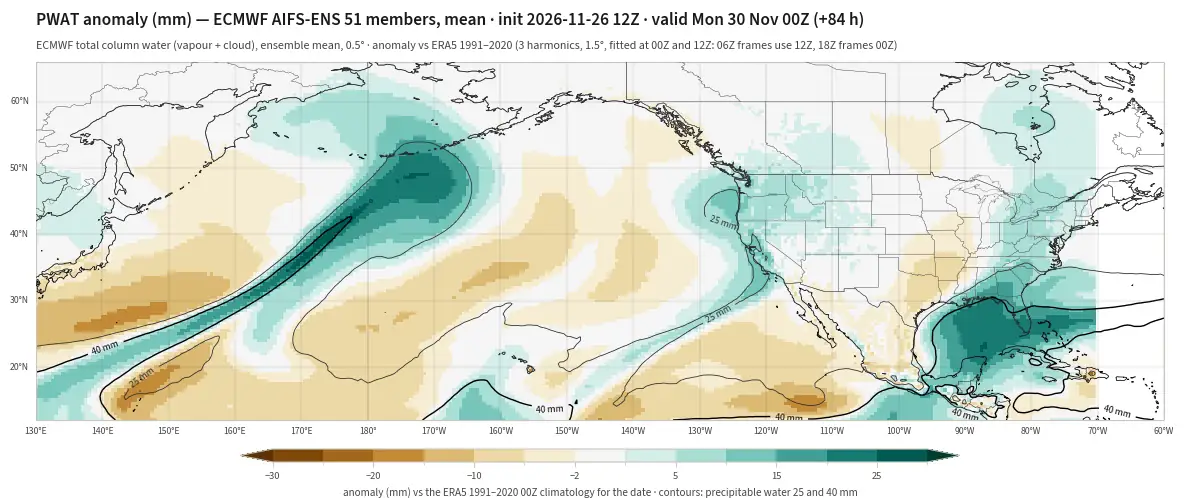 PWAT anomaly (mm) — ECMWF AIFS-ENS 51 members, mean · init 2026-11-26 12Z · valid Mon 30 Nov 00Z (+84 h)
ECMWF total column water (vapour + cloud), ensemble mean, 0.5° · anomaly vs ERA5 1991–2020 (3 harmonics, 1.5°, fitted at 00Z and 12Z: 06Z frames use 12Z, 18Z frames 00Z)
60°N
50°N
40°N
30°N
20°N
25 mm
25 mm
40 mm
25 mm
40 mm
40 mm
40 mm
40 mm
130°E 140°E 150°E 160°E 170°E 180° 170°W 160°W 150°W 140°W 130°W 120°W 110°W 100°W 90°W 80°W 70°W 60°W
−30 −20 −10 −2 5 15 25
anomaly (mm) vs the ERA5 1991–2020 00Z climatology for the date · contours: precipitable water 25 and 40 mm